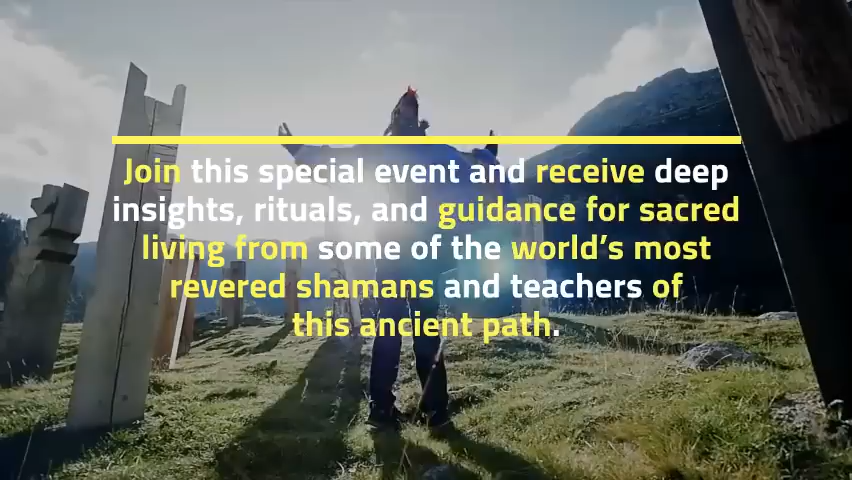 Join this special event and receive deep
insights, rituals, and guidance for sacred
living from some of the world’s most
revered shamans and teachers of
this ancient path.